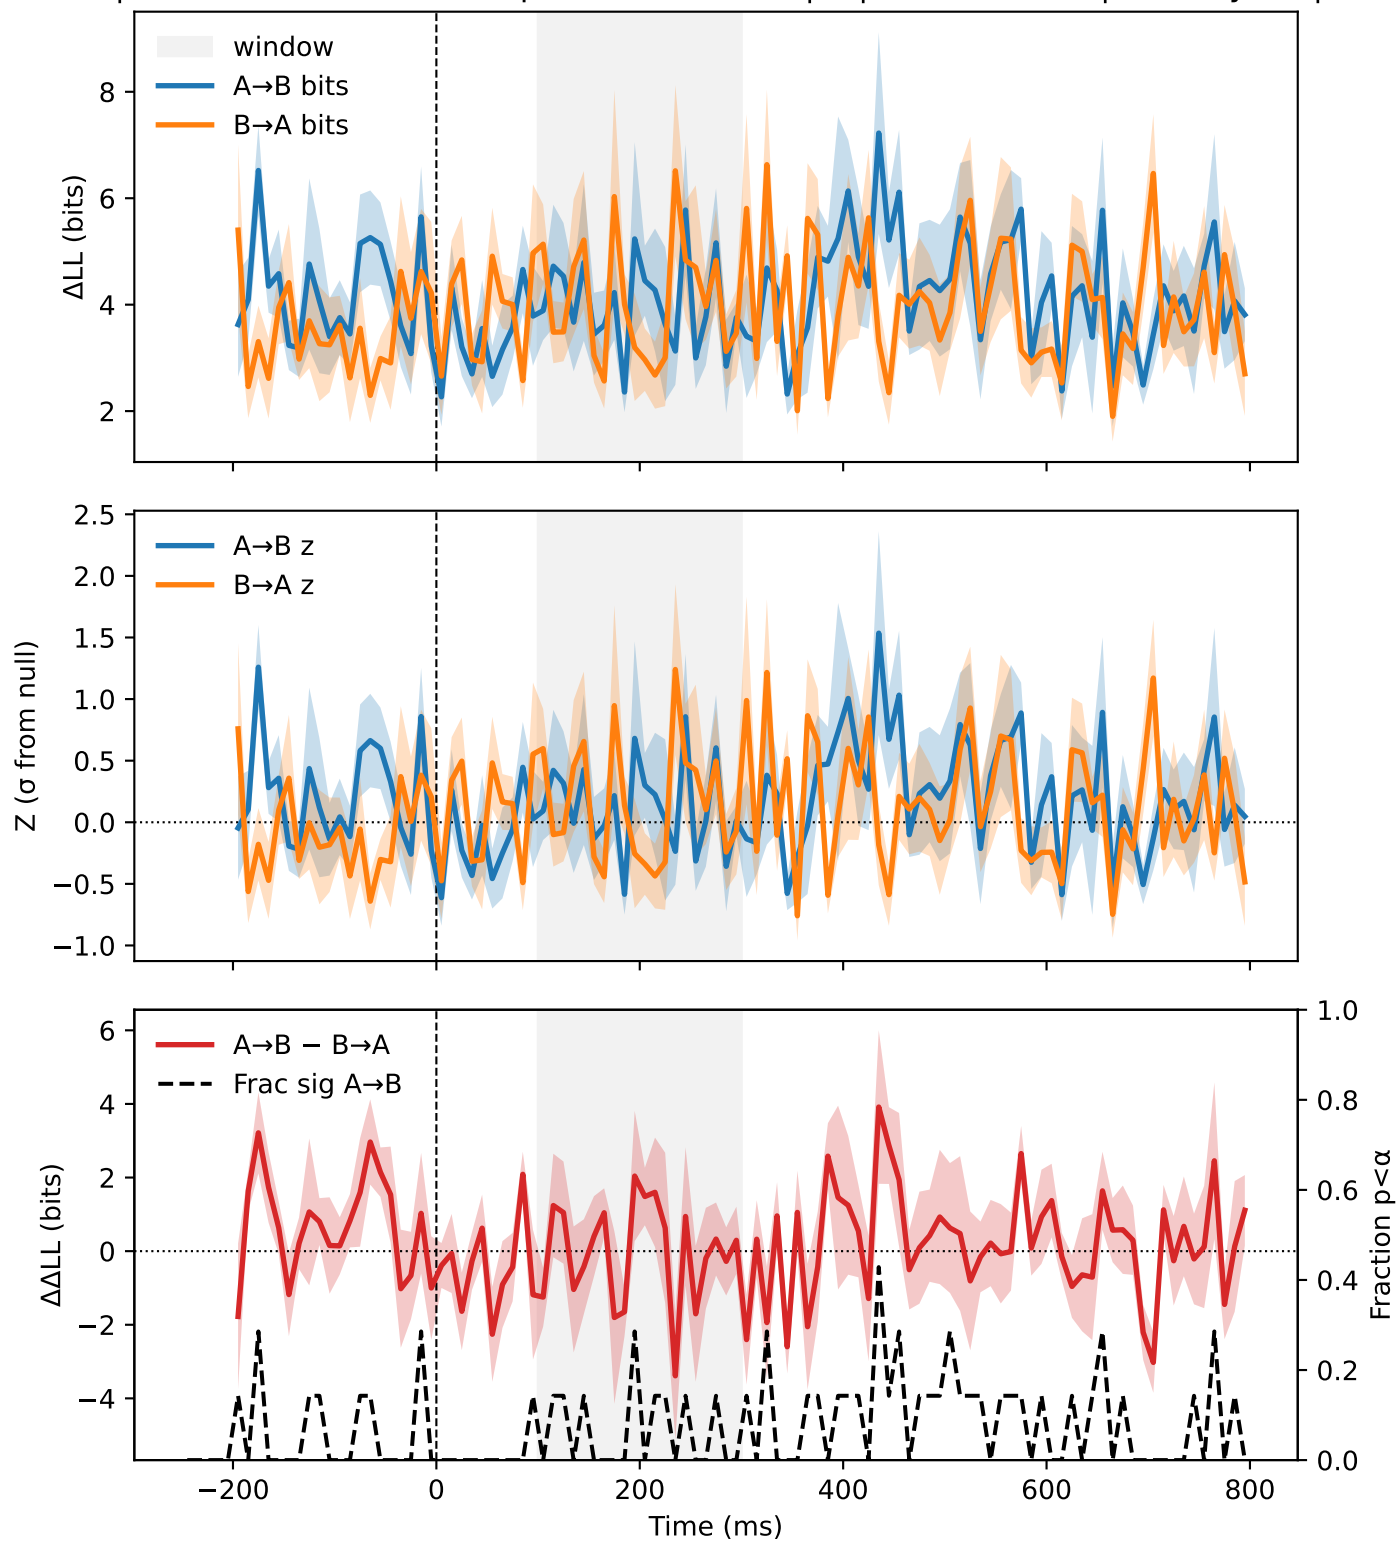 window
A→B bits
B→A bits
8
6
4
2
ΔLL (bits)
2.5
2.0
1.5
1.0
0.5
0.0
−0.5
−1.0
Z (σ from null)
A→B z
B→A z
6
4
2
0
−2
−4
ΔΔLL (bits)
A→B − B→A
Frac sig A→B
1.0
0.8
0.6
0.4
0.2
0.0
Fraction p<α
−200
0
200
400
600
800
Time (ms)